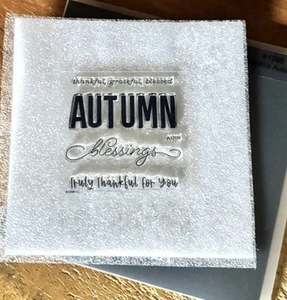 thankful, grateful, blessed
AUTUMN
blessings
Truly Thankful for You